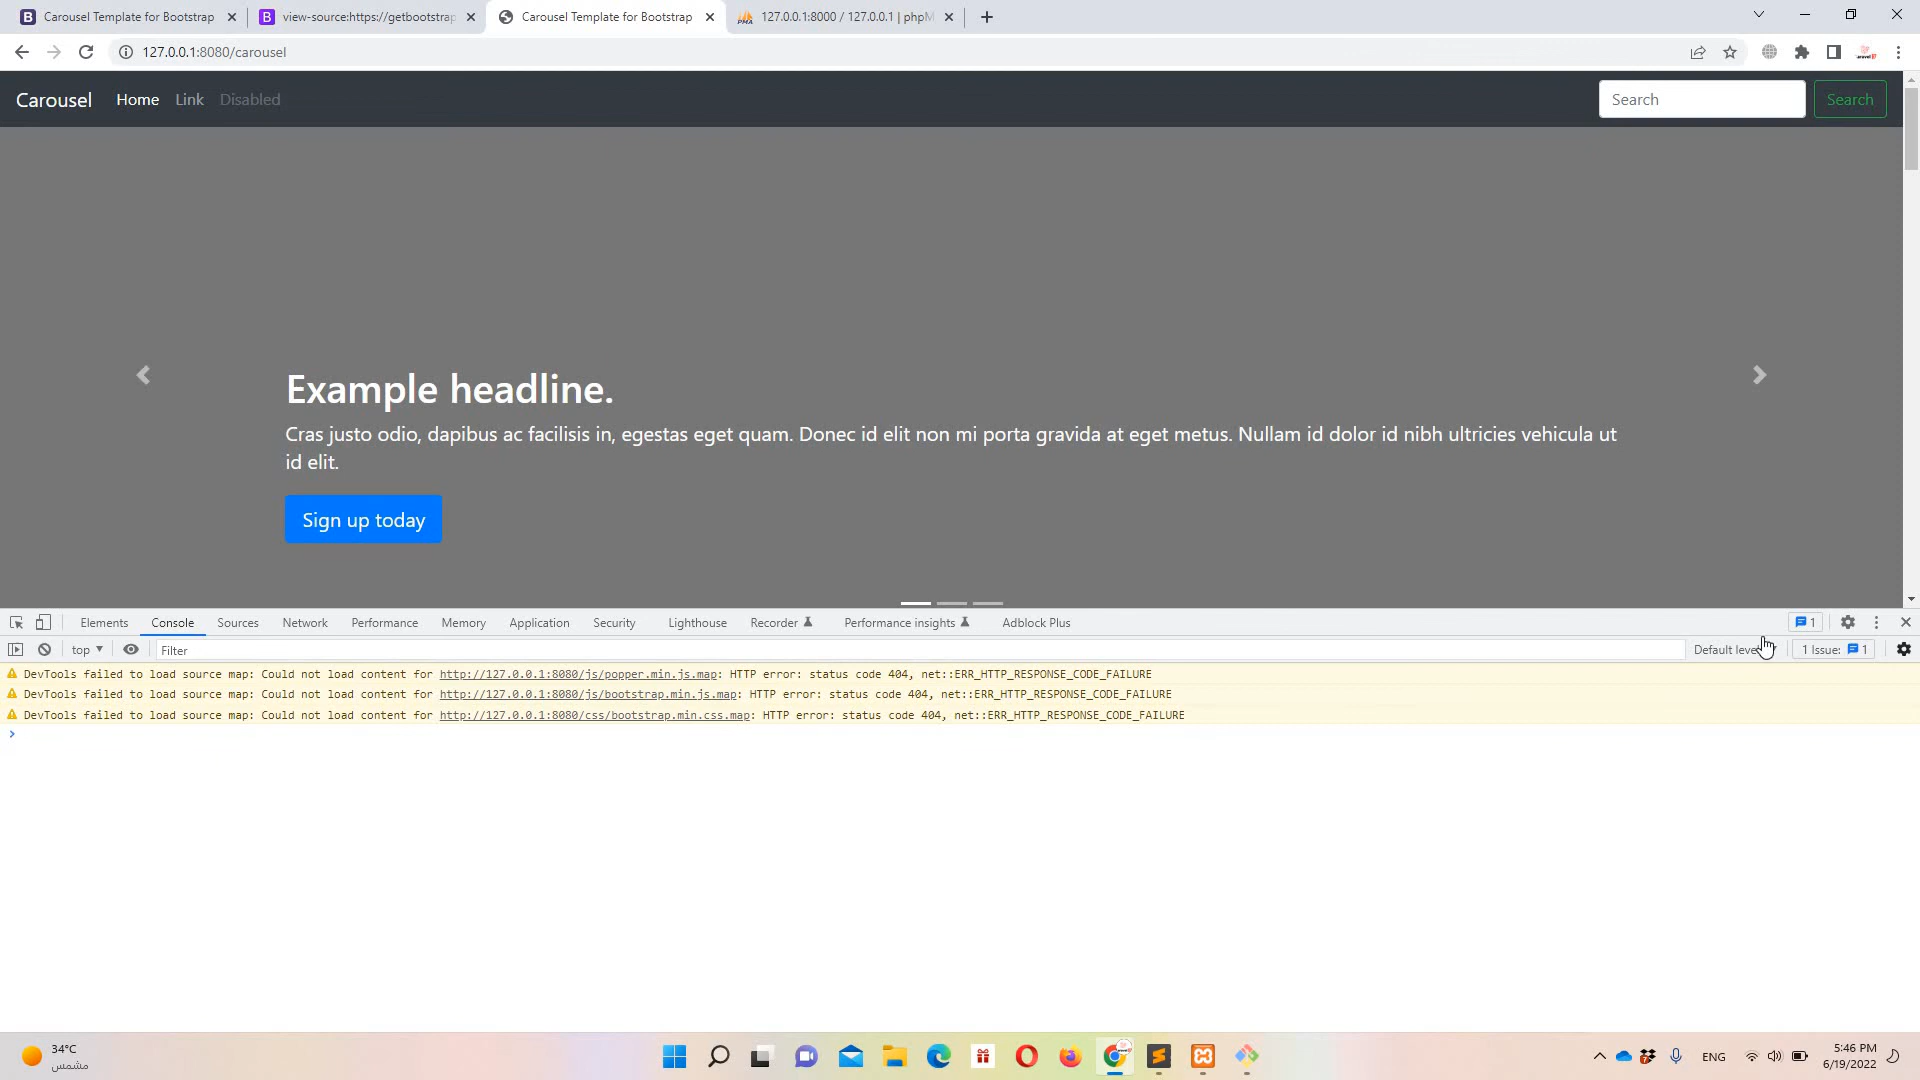 Carousel Template for Bootstrap
view-source:https://getbootstrap
Carousel Template for Bootstrap
127.0.0.1:8000 / 127.0.0.1 | phpM
127.0.0.1:8080/carousel
Carousel Home Link Disabled Search Search
Example headline.
Cras justo odio, dapibus ac facilisis in, egestas eget quam. Donec id elit non mi porta gravida at eget metus. Nullam id dolor id nibh ultricies vehicula ut
id elit.
Sign up today
Elements Console Sources Network Performance Memory Application Security Lighthouse Recorder Performance insights Adblock Plus 1
top Filter Default leve 1 Issue: 1
DevTools failed to load source map: Could not load content for http://127.0.0.1:8080/js/popper.min.js.map: HTTP error: status code 404, net::ERR_HTTP_RESPONSE_CODE_FAILURE
DevTools failed to load source map: Could not load content for http://127.0.0.1:8080/js/bootstrap.min.js.map: HTTP error: status code 404, net::ERR_HTTP_RESPONSE_CODE_FAILURE
DevTools failed to load source map: Could not load content for http://127.0.0.1:8080/css/bootstrap.min.css.map: HTTP error: status code 404, net::ERR_HTTP_RESPONSE_CODE_FAILURE
34°C
مشمس
ENG
5:46 PM
6/19/2022